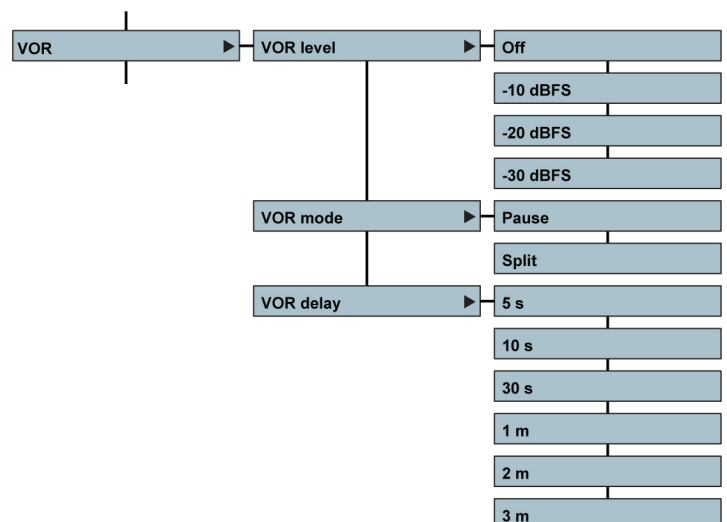 VOR
VOR level
Off
-10 dBFS
-20 dBFS
-30 dBFS
VOR mode
Pause
Split
VOR delay
5 s
10 s
30 s
1 m
2 m
3 m